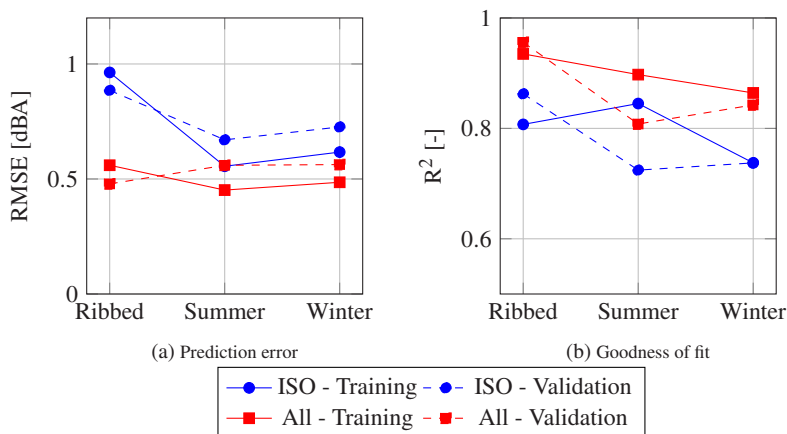 1
0.5
0
RMSE [dBA]
Ribbed Summer Winter
(a) Prediction error
1
0.8
0.6
R² [-]
Ribbed Summer Winter
(b) Goodness of fit
ISO - Training ISO - Validation
All - Training All - Validation